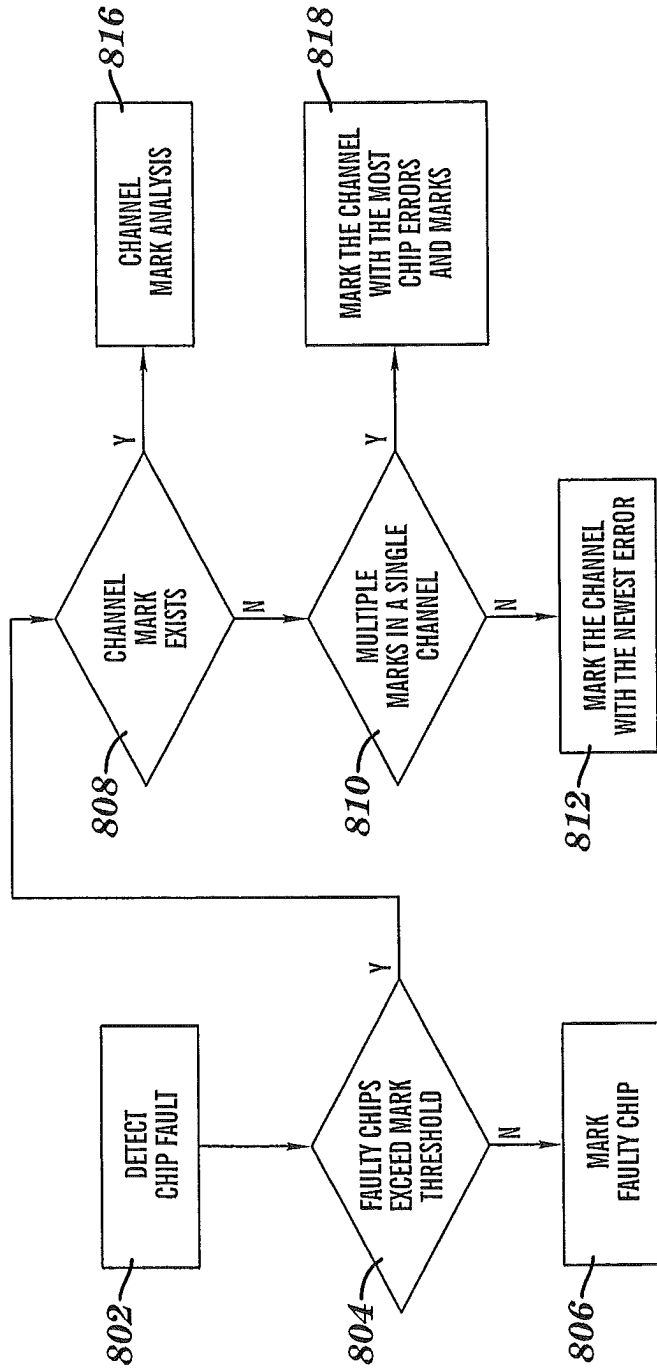 802
DETECT
CHIP FAULT
804
FAULTY CHIPS
EXCEED MARK
THRESHOLD
Y
N
806
MARK
FAULTY CHIP
808
CHANNEL
MARK
EXISTS
Y
N
816
CHANNEL
MARK ANALYSIS
810
MULTIPLE
MARKS IN A SINGLE
CHANNEL
Y
N
818
MARK THE CHANNEL
WITH THE MOST
CHIP ERRORS
AND MARKS
812
MARK THE CHANNEL
WITH THE NEWEST ERROR